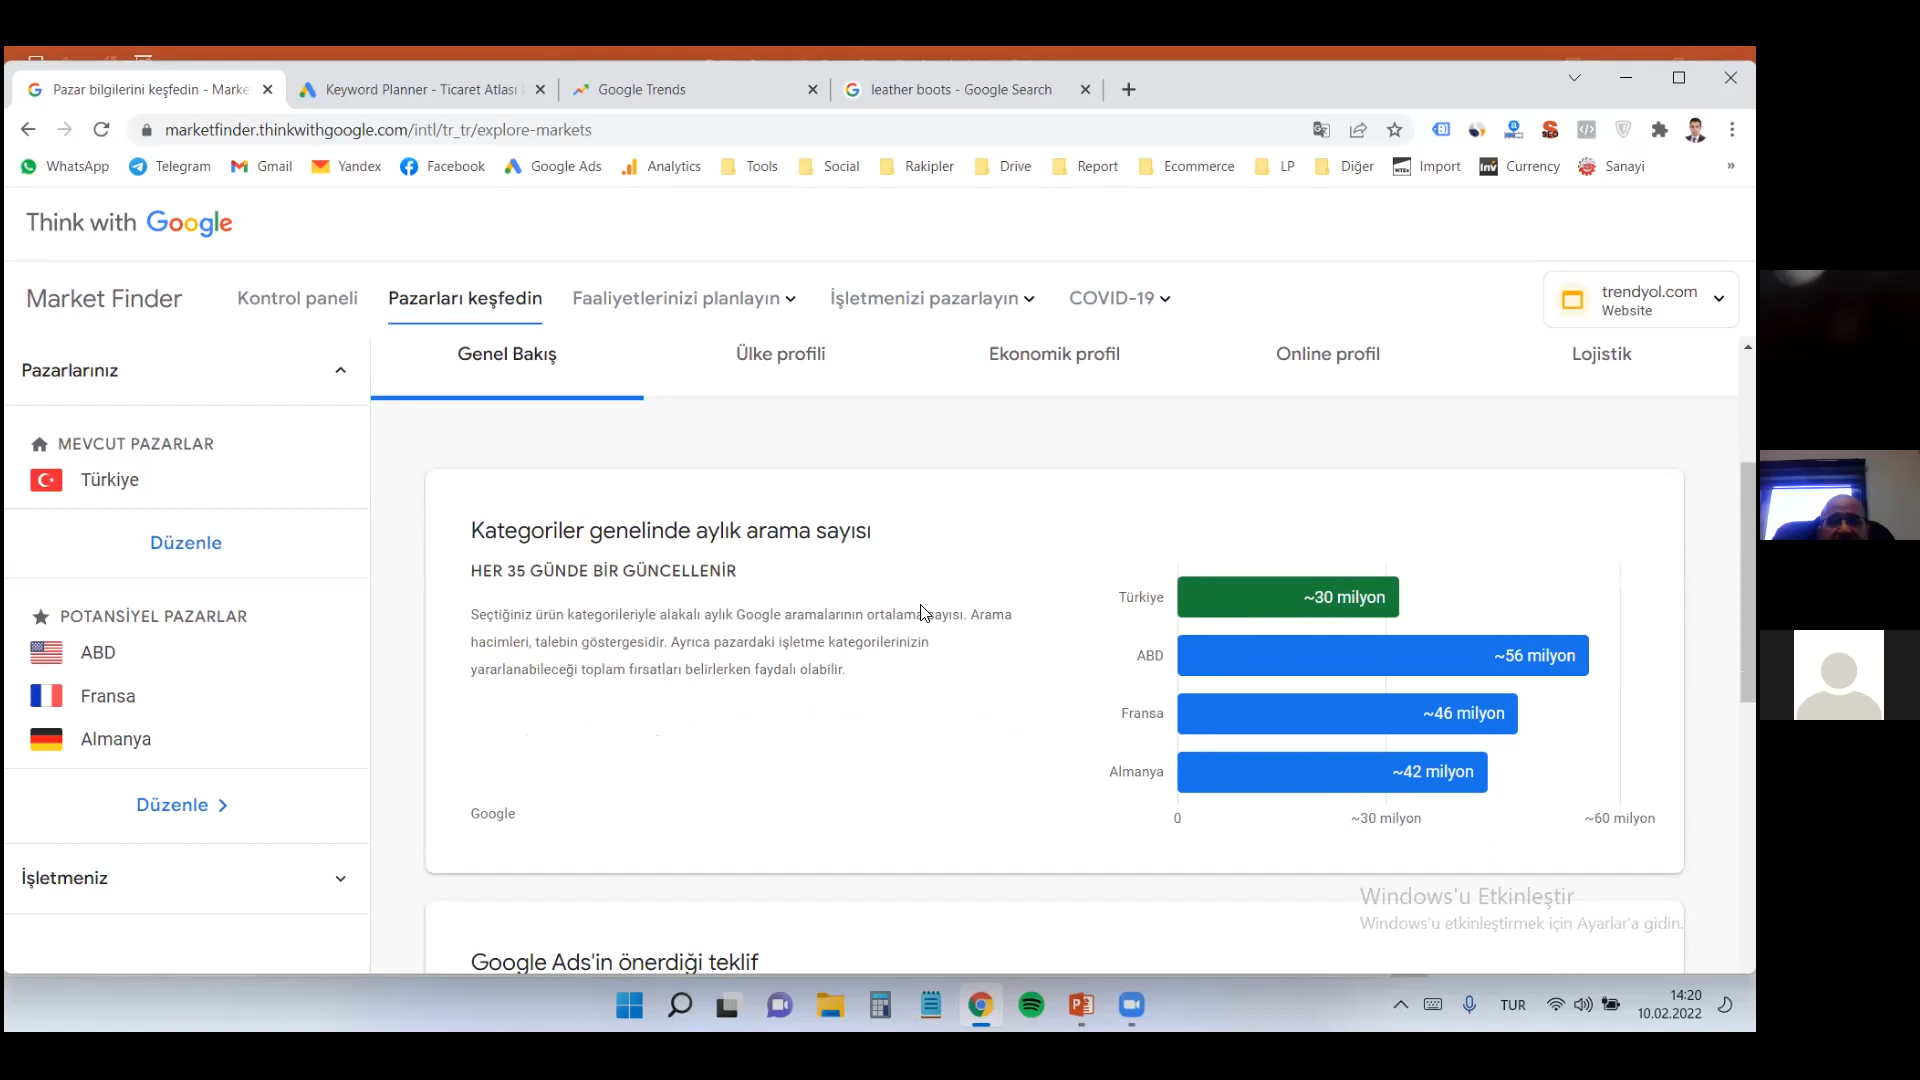 Pazar bilgilerini keşfedin - Marke
Keyword Planner - Ticaret Atlası
Google Trends
leather boots - Google Search
marketfinder.thinkwithgoogle.com/intl/tr_tr/explore-markets
WhatsApp
Telegram
Gmail
Yandex
Facebook
Google Ads
Analytics
Tools
Social
Rakipler
Drive
Report
Ecommerce
LP
Diğer
Import
Currency
Sanayi
Think with Google
Market Finder
Kontrol paneli
Pazarları keşfedin
Faaliyetlerinizi planlayın
İşletmenizi pazarlayın
COVID-19
trendyol.com
Website
Pazarlarınız
MEVCUT PAZARLAR
Türkiye
Düzenle
POTANSİYEL PAZARLAR
ABD
Fransa
Almanya
Düzenle
İşletmeniz
Genel Bakış
Ülke profili
Ekonomik profil
Online profil
Lojistik
Kategoriler genelinde aylık arama sayısı
HER 35 GÜNDE BİR GÜNCELLENİR
Seçtiğiniz ürün kategorileriyle alakalı aylık Google aramalarının ortalama sayısı. Arama
hacimleri, talebin göstergesidir. Ayrıca pazardaki işletme kategorilerinizin
yararlanabileceği toplam fırsatları belirlerken faydalı olabilir.
Google
Türkiye ~30 milyon
ABD ~56 milyon
Fransa ~46 milyon
Almanya ~42 milyon
0 ~30 milyon ~60 milyon
Google Ads'in önerdiği teklif
Windows'u Etkinleştir
Windows'u etkinleştirmek için Ayarlar'a gidin.
TUR
14:20
10.02.2022